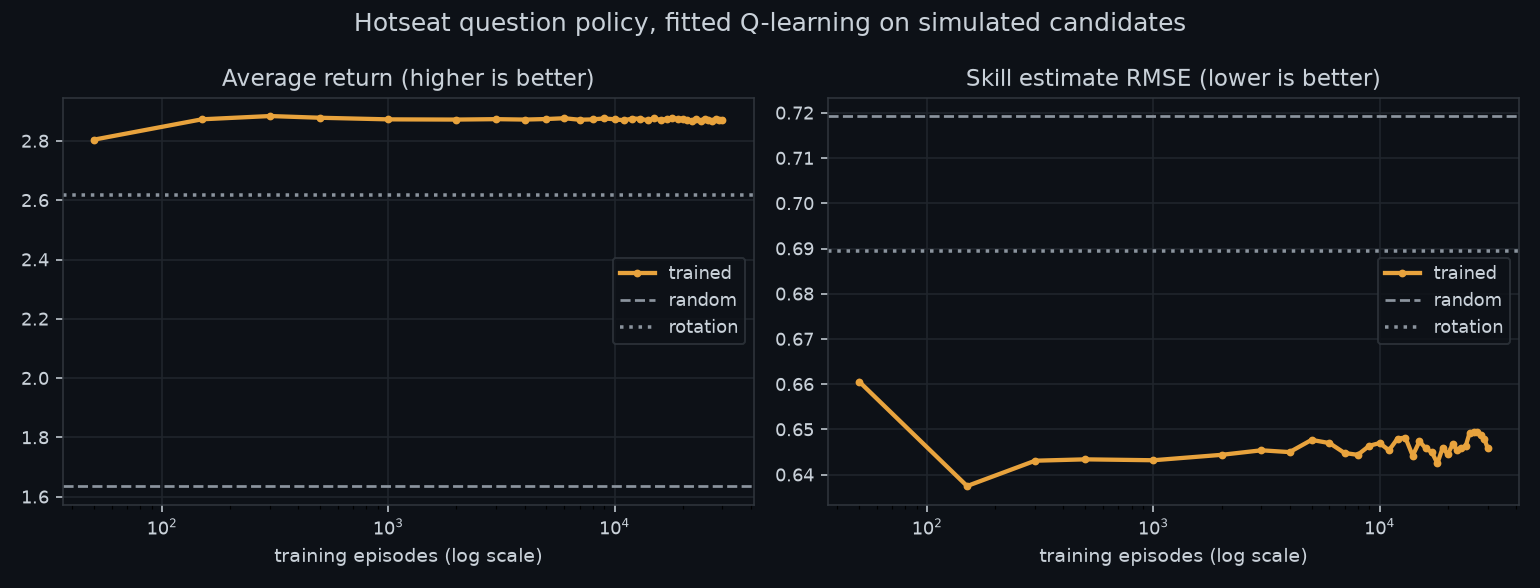 Hotseat question policy, fitted Q-learning on simulated candidates
Average return (higher is better)
2.8
2.6
2.4
2.2
2.0
1.8
1.6
trained
random
rotation
10²
10³
10⁴
training episodes (log scale)
Skill estimate RMSE (lower is better)
0.72
0.71
0.70
0.69
0.68
0.67
0.66
0.65
0.64
trained
random
rotation
10²
10³
10⁴
training episodes (log scale)